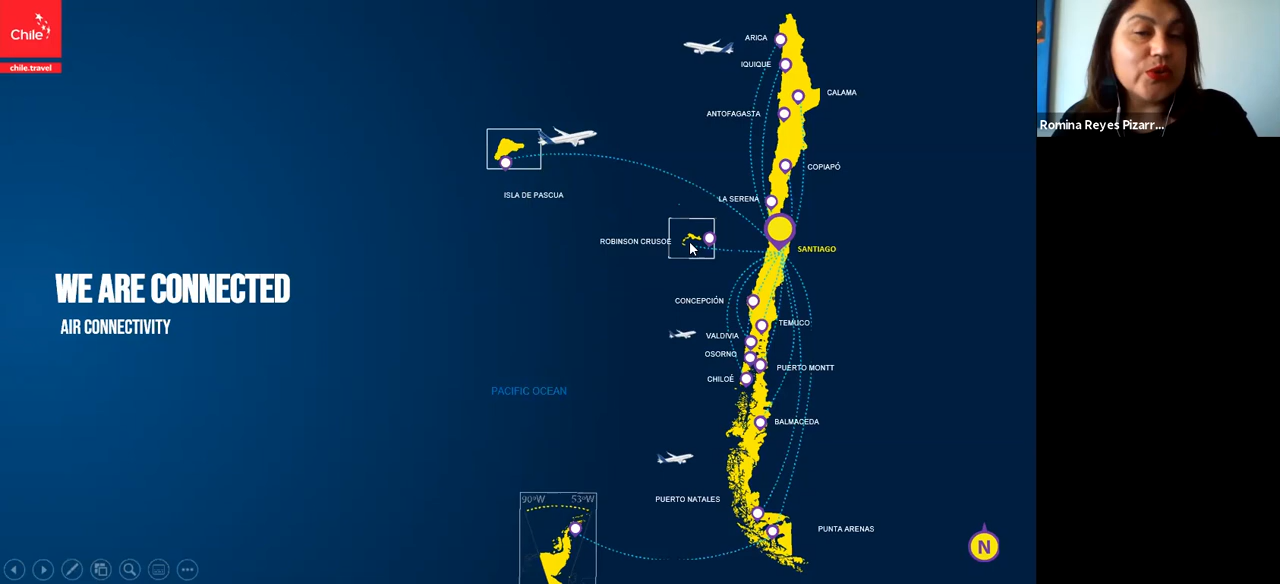 Chile
chile.travel
WE ARE CONNECTED
AIR CONNECTIVITY
ARICA
IQUIQUE
CALAMA
ANTOFAGASTA
COPIAPÓ
ISLA DE PASCUA
LA SERENA
ROBINSON CRUSOE
SANTIAGO
CONCEPCIÓN
TEMUCO
VALDIVIA
OSORNO
PUERTO MONTT
CHILOÉ
PACIFIC OCEAN
BALMACEDA
PUERTO NATALES
90°W 53°W
PUNTA ARENAS
N
Romina Reyes Pizarr...